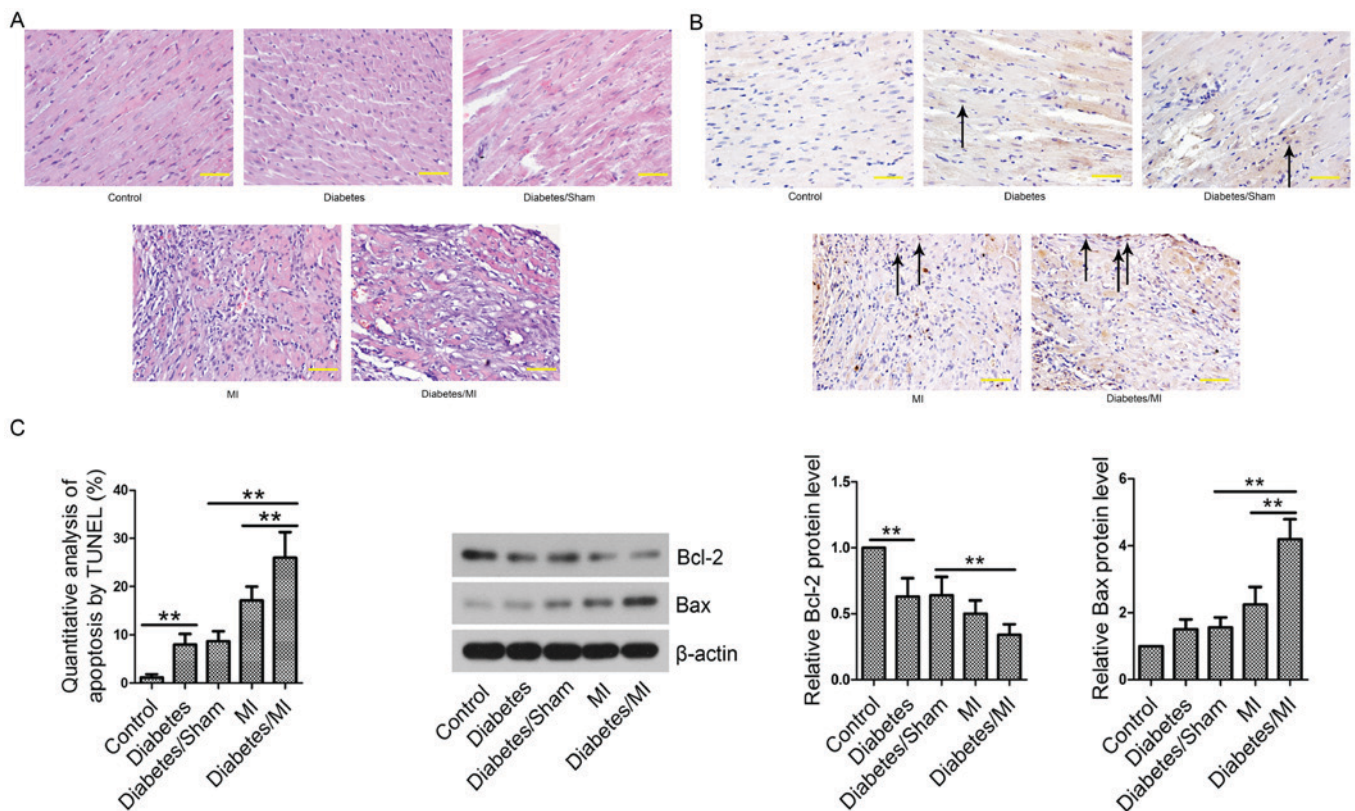 A
B
Control
Diabetes
Diabetes/Sham
Control
Diabetes
Diabetes/Sham
MI
Diabetes/MI
MI
Diabetes/MI
C
Quantitative analysis of
apoptosis by TUNEL (%)
40
30
20
10
0
**
**
**
Control
Diabetes
Diabetes/Sham
MI
Diabetes/MI
Bcl-2
Bax
β-actin
Control
Diabetes
Diabetes/Sham
MI
Diabetes/MI
Relative Bcl-2 protein level
1.5
1.0
0.5
0.0
**
**
Control
Diabetes
Diabetes/Sham
MI
Diabetes/MI
Relative Bax protein level
6
4
2
0
**
**
Control
Diabetes
Diabetes/Sham
MI
Diabetes/MI